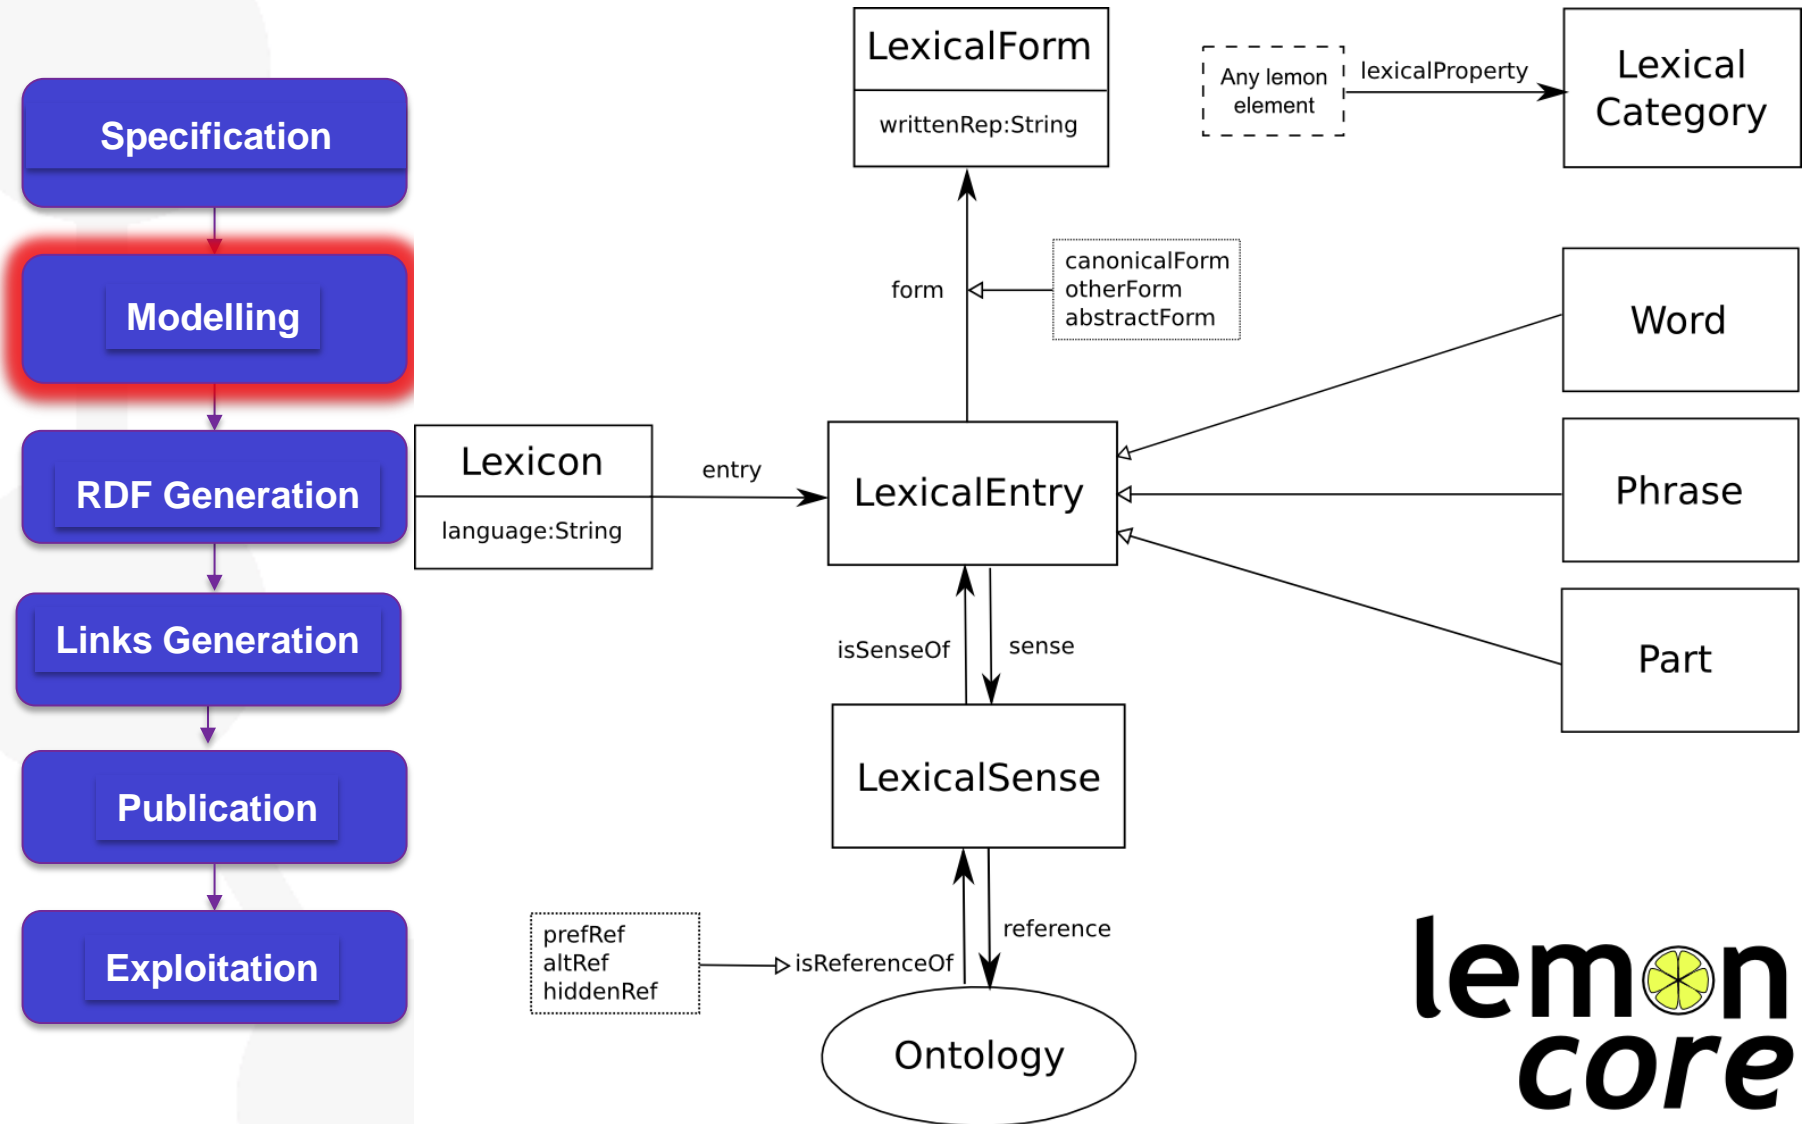 Specification
Modelling
RDF Generation
Links Generation
Publication
Exploitation
LexicalForm
writtenRep:String
Any lemon
element
lexicalProperty
Lexical
Category
form
canonicalForm
otherForm
abstractForm
Word
Phrase
Part
Lexicon
language:String
entry
LexicalEntry
isSenseOf
sense
LexicalSense
prefRef
altRef
hiddenRef
isReferenceOf
reference
Ontology
lemon
core